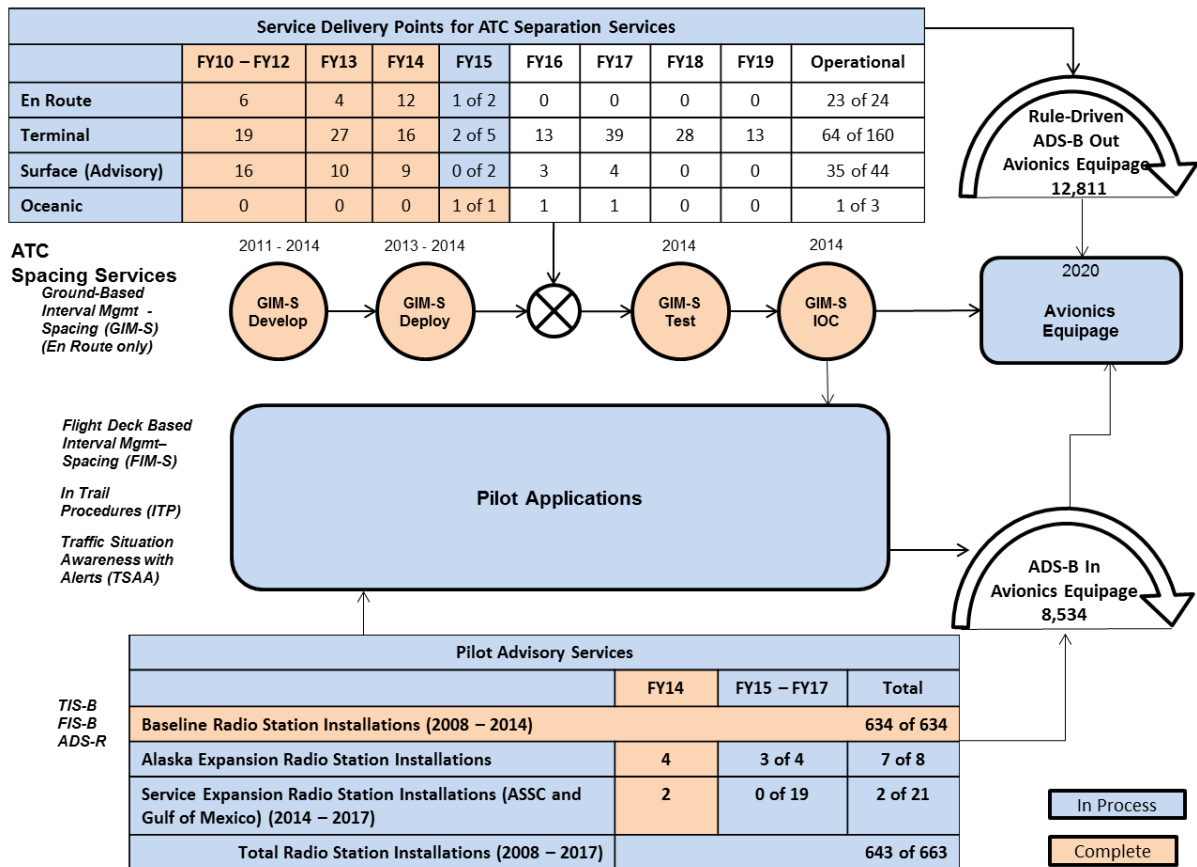 Service Delivery Points for ATC Separation Services
FY10 – FY12 FY13 FY14 FY15 FY16 FY17 FY18 FY19 Operational
En Route 6 4 12 1 of 2 0 0 0 0 23 of 24
Terminal 19 27 16 2 of 5 13 39 28 13 64 of 160
Surface (Advisory) 16 10 9 0 of 2 3 4 0 0 35 of 44
Oceanic 0 0 0 1 of 1 1 1 0 0 1 of 3
Rule-Driven
ADS-B Out
Avionics Equipage
12,811
ATC
Spacing Services
Ground-Based
Interval Mgmt -
Spacing (GIM-S)
(En Route only)
2011 - 2014
GIM-S
Develop
2013 - 2014
GIM-S
Deploy
2014
GIM-S
Test
2014
GIM-S
IOC
2020
Avionics
Equipage
Flight Deck Based
Interval Mgmt–
Spacing (FIM-S)
In Trail
Procedures (ITP)
Traffic Situation
Awareness with
Alerts (TSAA)
Pilot Applications
ADS-B In
Avionics Equipage
8,534
TIS-B
FIS-B
ADS-R
Pilot Advisory Services
FY14 FY15 – FY17 Total
Baseline Radio Station Installations (2008 – 2014) 634 of 634
Alaska Expansion Radio Station Installations 4 3 of 4 7 of 8
Service Expansion Radio Station Installations (ASSC and
Gulf of Mexico) (2014 – 2017) 2 0 of 19 2 of 21
Total Radio Station Installations (2008 – 2017) 643 of 663
In Process
Complete